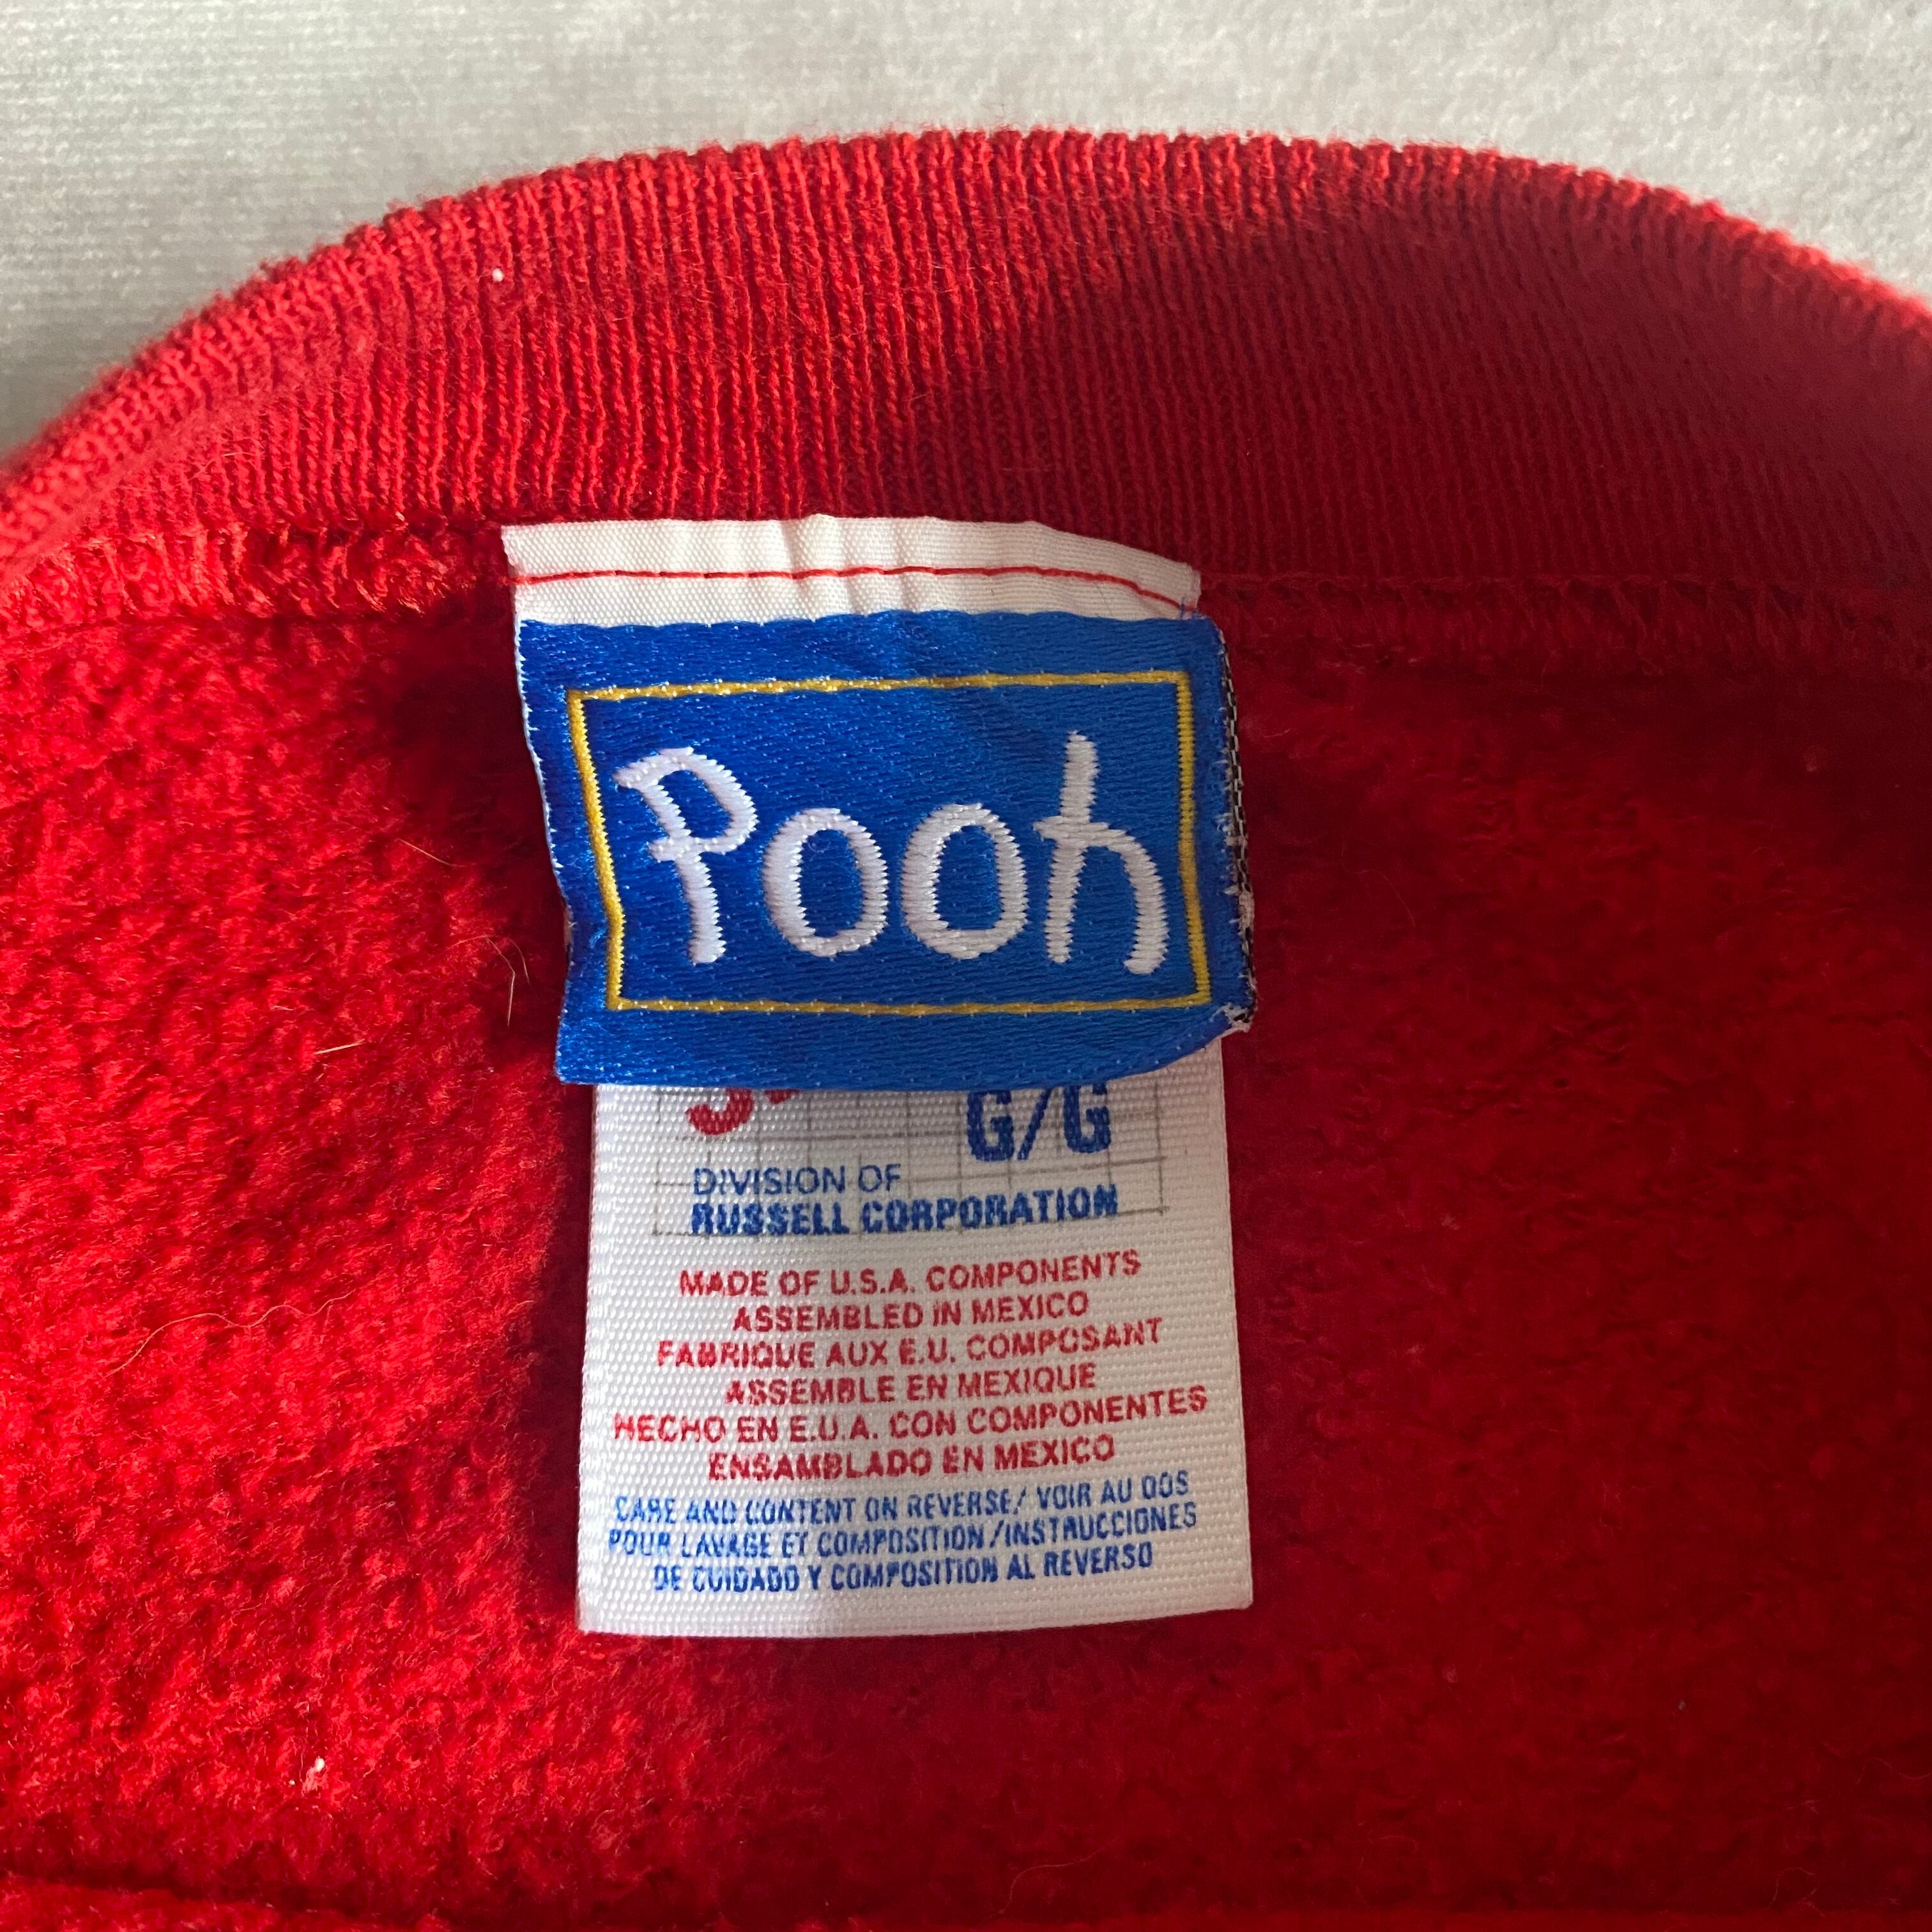 Pooh
G/G
DIVISION OF
RUSSELL CORPORATION
MADE OF U.S.A. COMPONENTS
ASSEMBLED IN MEXICO
FABRIQUE AUX E.U. COMPOSANT
ASSEMBLE EN MEXIQUE
HECHO EN E.U.A. CON COMPONENTES
ENSAMBLADO EN MEXICO
CARE AND CONTENT ON REVERSE/ VOIR AU DOS
POUR LAVAGE ET COMPOSITION/INSTRUCCIONES
DE CUIDADO Y COMPOSITION AL REVERSO